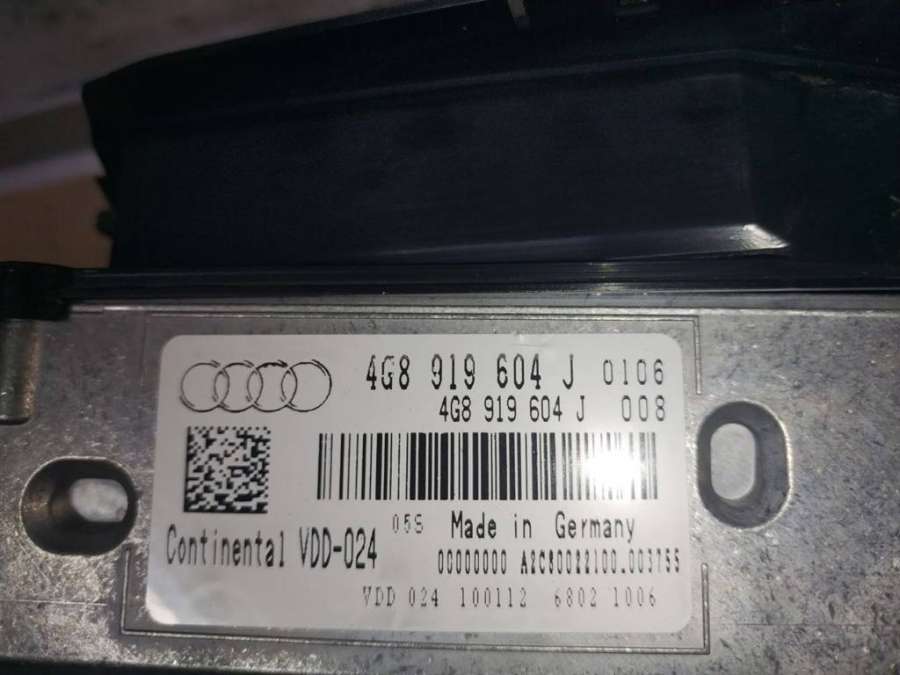 4G8 919 604 J 0106
4G8 919 604 J 008
05S Made in Germany
Continental VDD-024
00000000 A2C80022100.003755
VDD 024 100112 6802 1006